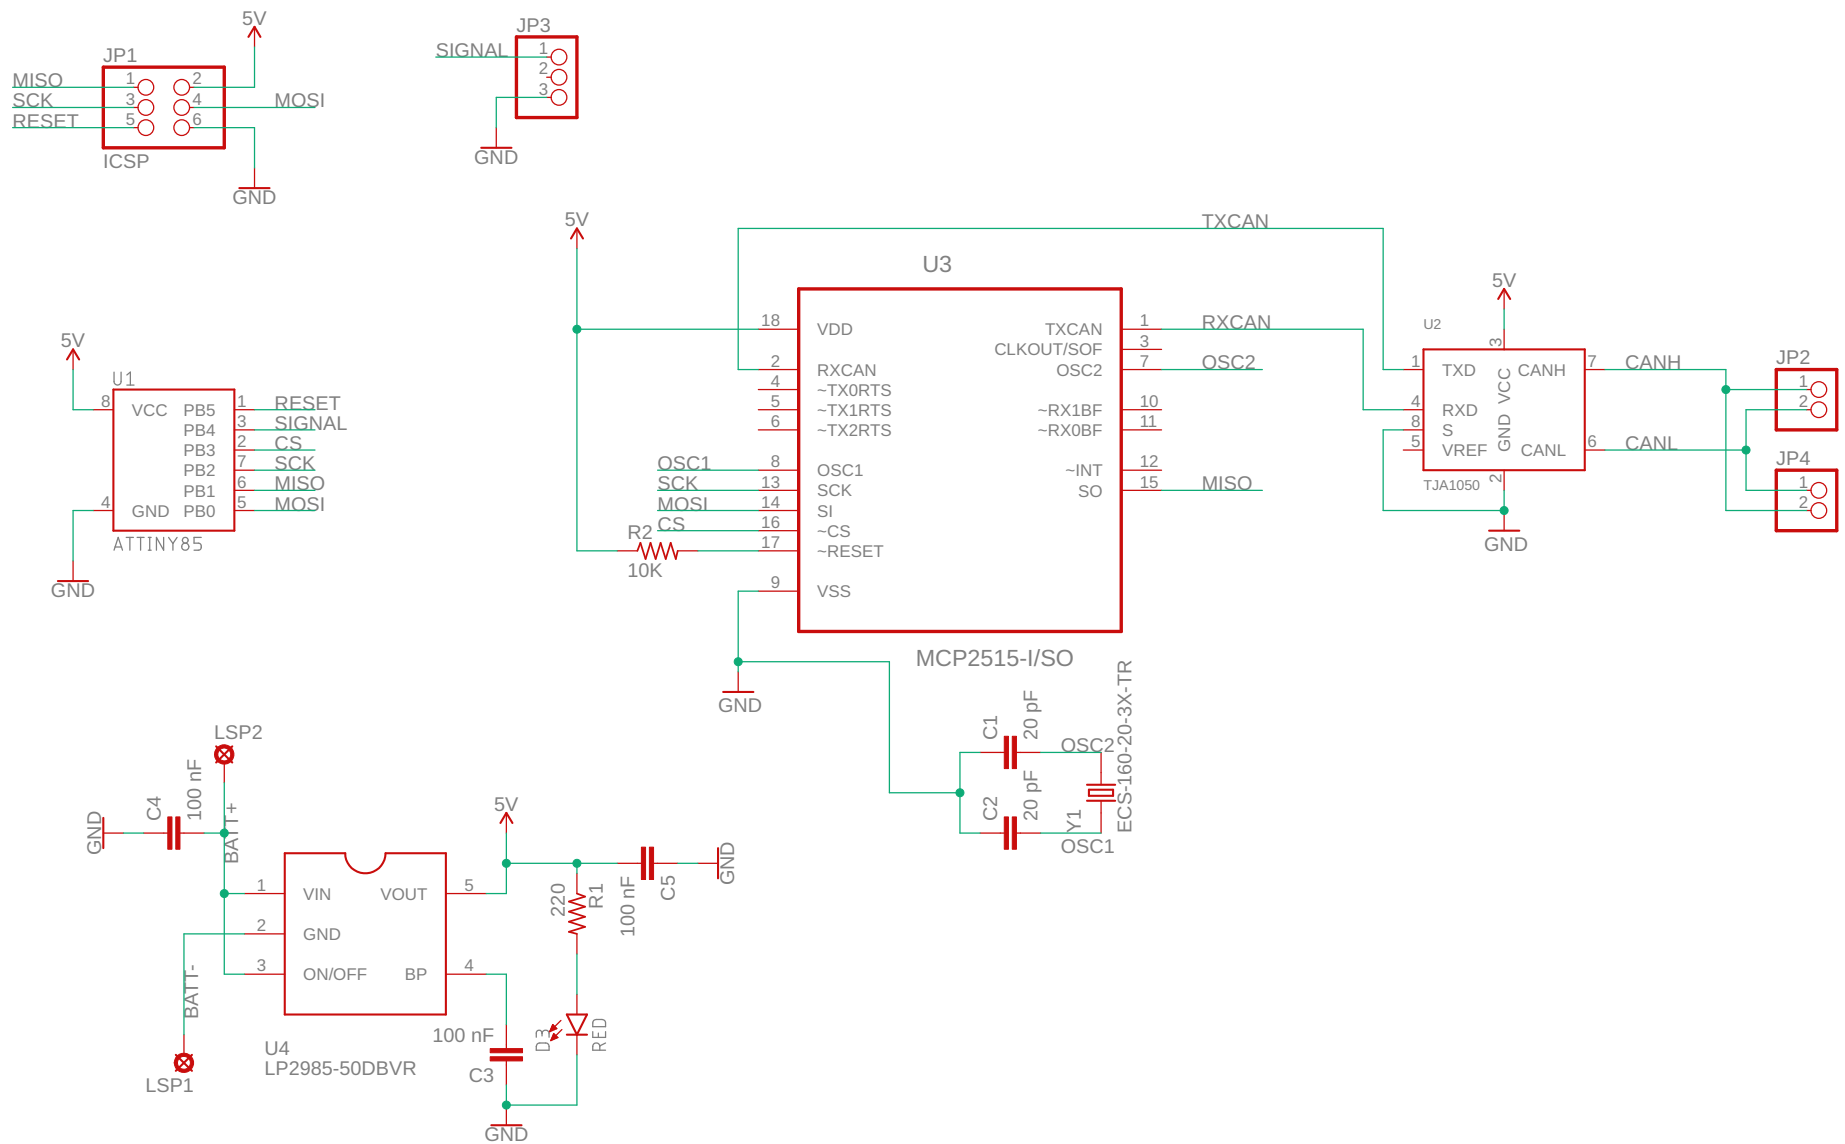 5V
JP1
MISO 1 2
SCK 3 4 MOSI
RESET 5 6
ICSP
GND
JP3
SIGNAL 1
2
3
GND
5V
U1
8 VCC PB5 1 RESET
PB4 3 SIGNAL
PB3 2 CS
PB2 7 SCK
PB1 6 MISO
4 GND PB0 5 MOSI
ATTINY85
GND
5V
TXCAN
U3
18 VDD TXCAN 1 RXCAN
CLKOUT/SOF 3
2 RXCAN OSC2 7 OSC2
4 ~TX0RTS
5 ~TX1RTS ~RX1BF 10
6 ~TX2RTS ~RX0BF 11
OSC1 8 OSC1 ~INT 12
SCK 13 SCK SO 15 MISO
MOSI 14 SI
CS 16 ~CS
R2 17 ~RESET
10K
9 VSS
MCP2515-I/SO
GND
5V
U2
3
1 TXD VCC CANH 7 CANH
4 RXD
8 S GND
5 VREF CANL 6 CANL
TJA1050 2
GND
JP2
1
2
JP4
1
2
C1 20 pF OSC2
C2 20 pF Y1 ECS-160-20-3X-TR
OSC1
LSP2
GND C4 100 nF BATT+
1 VIN VOUT 5
2 GND
3 ON/OFF BP 4
BATT-
U4
LP2985-50DBVR
LSP1
5V
220 R1 100 nF C5 GND
100 nF
C3
D3 RED
GND